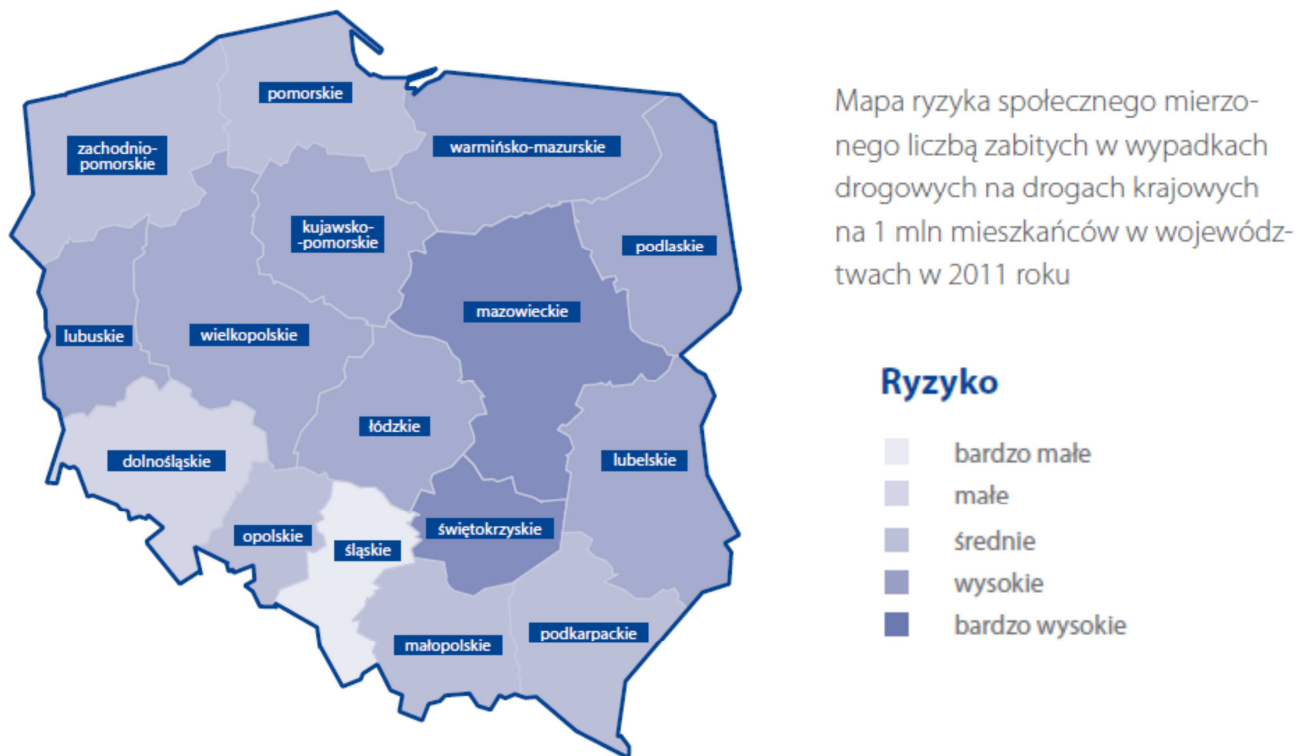 pomorskie
zachodnio-
pomorskie
warmińsko-mazurskie
kujawsko-
-pomorskie
podlaskie
mazowieckie
lubuskie
wielkopolskie
łódzkie
dolnośląskie
lubelskie
opolskie
śląskie
świętokrzyskie
małopolskie
podkarpackie
Mapa ryzyka społecznego mierzo-
nego liczbą zabitych w wypadkach
drogowych na drogach krajowych
na 1 mln mieszkańców w wojewódz-
twach w 2011 roku
Ryzyko
bardzo małe
małe
średnie
wysokie
bardzo wysokie